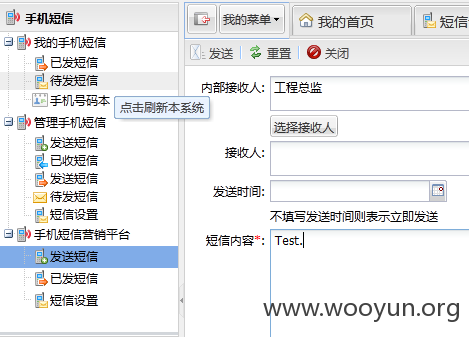 手机短信
我的手机短信
已发短信
待发短信
手机号码本
管理手机短信
发送短信
已收短信
发送短信
待发短信
短信设置
手机短信营销平台
发送短信
已发短信
短信设置
点击刷新本系统
我的菜单
我的首页
短信
发送 重置 关闭
内部接收人: 工程总监
选择接收人
接收人:
发送时间:
不填写发送时间则表示立即发送
短信内容*: Test.
www.wooyun.org